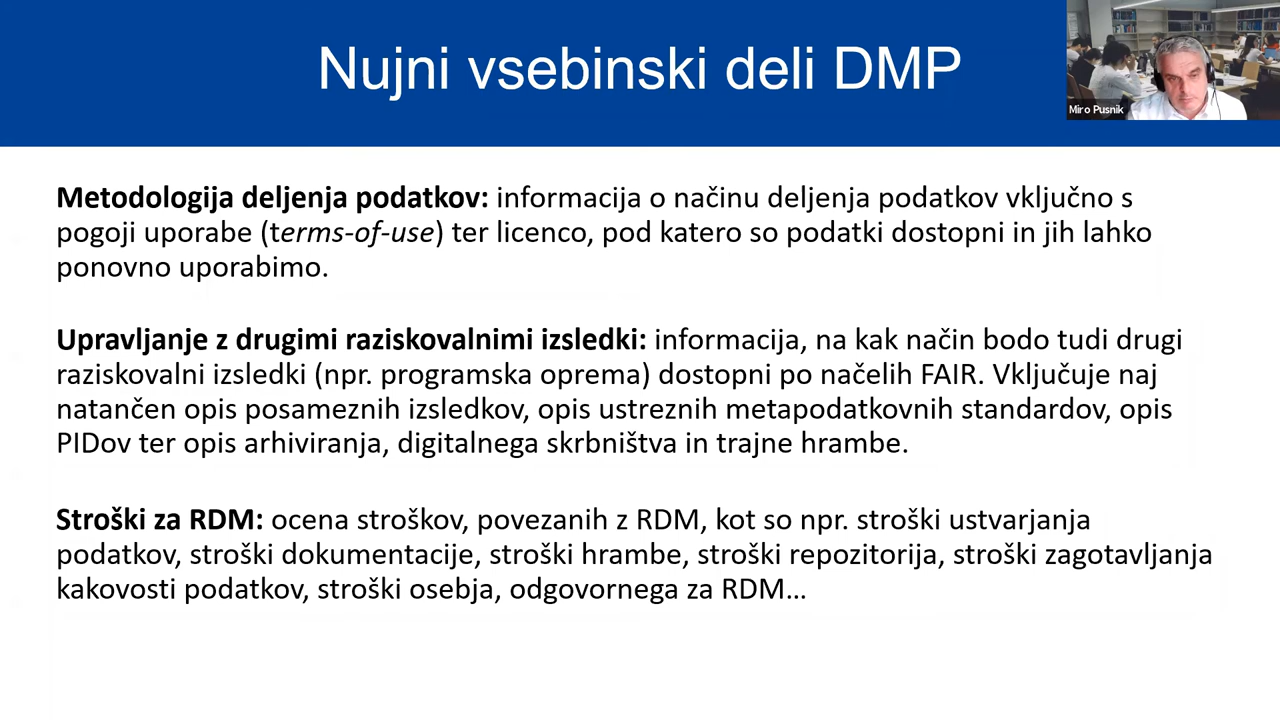 Nujni vsebinski deli DMP
Miro Pusnik
Metodologija deljenja podatkov: informacija o načinu deljenja podatkov vključno s
pogoji uporabe (terms-of-use) ter licenco, pod katero so podatki dostopni in jih lahko
ponovno uporabimo.
Upravljanje z drugimi raziskovalnimi izsledki: informacija, na kak način bodo tudi drugi
raziskovalni izsledki (npr. programska oprema) dostopni po načelih FAIR. Vključuje naj
natančen opis posameznih izsledkov, opis ustreznih metapodatkovnih standardov, opis
PIDov ter opis arhiviranja, digitalnega skrbništva in trajne hrambe.
Stroški za RDM: ocena stroškov, povezanih z RDM, kot so npr. stroški ustvarjanja
podatkov, stroški dokumentacije, stroški hrambe, stroški repozitorija, stroški zagotavljanja
kakovosti podatkov, stroški osebja, odgovornega za RDM…